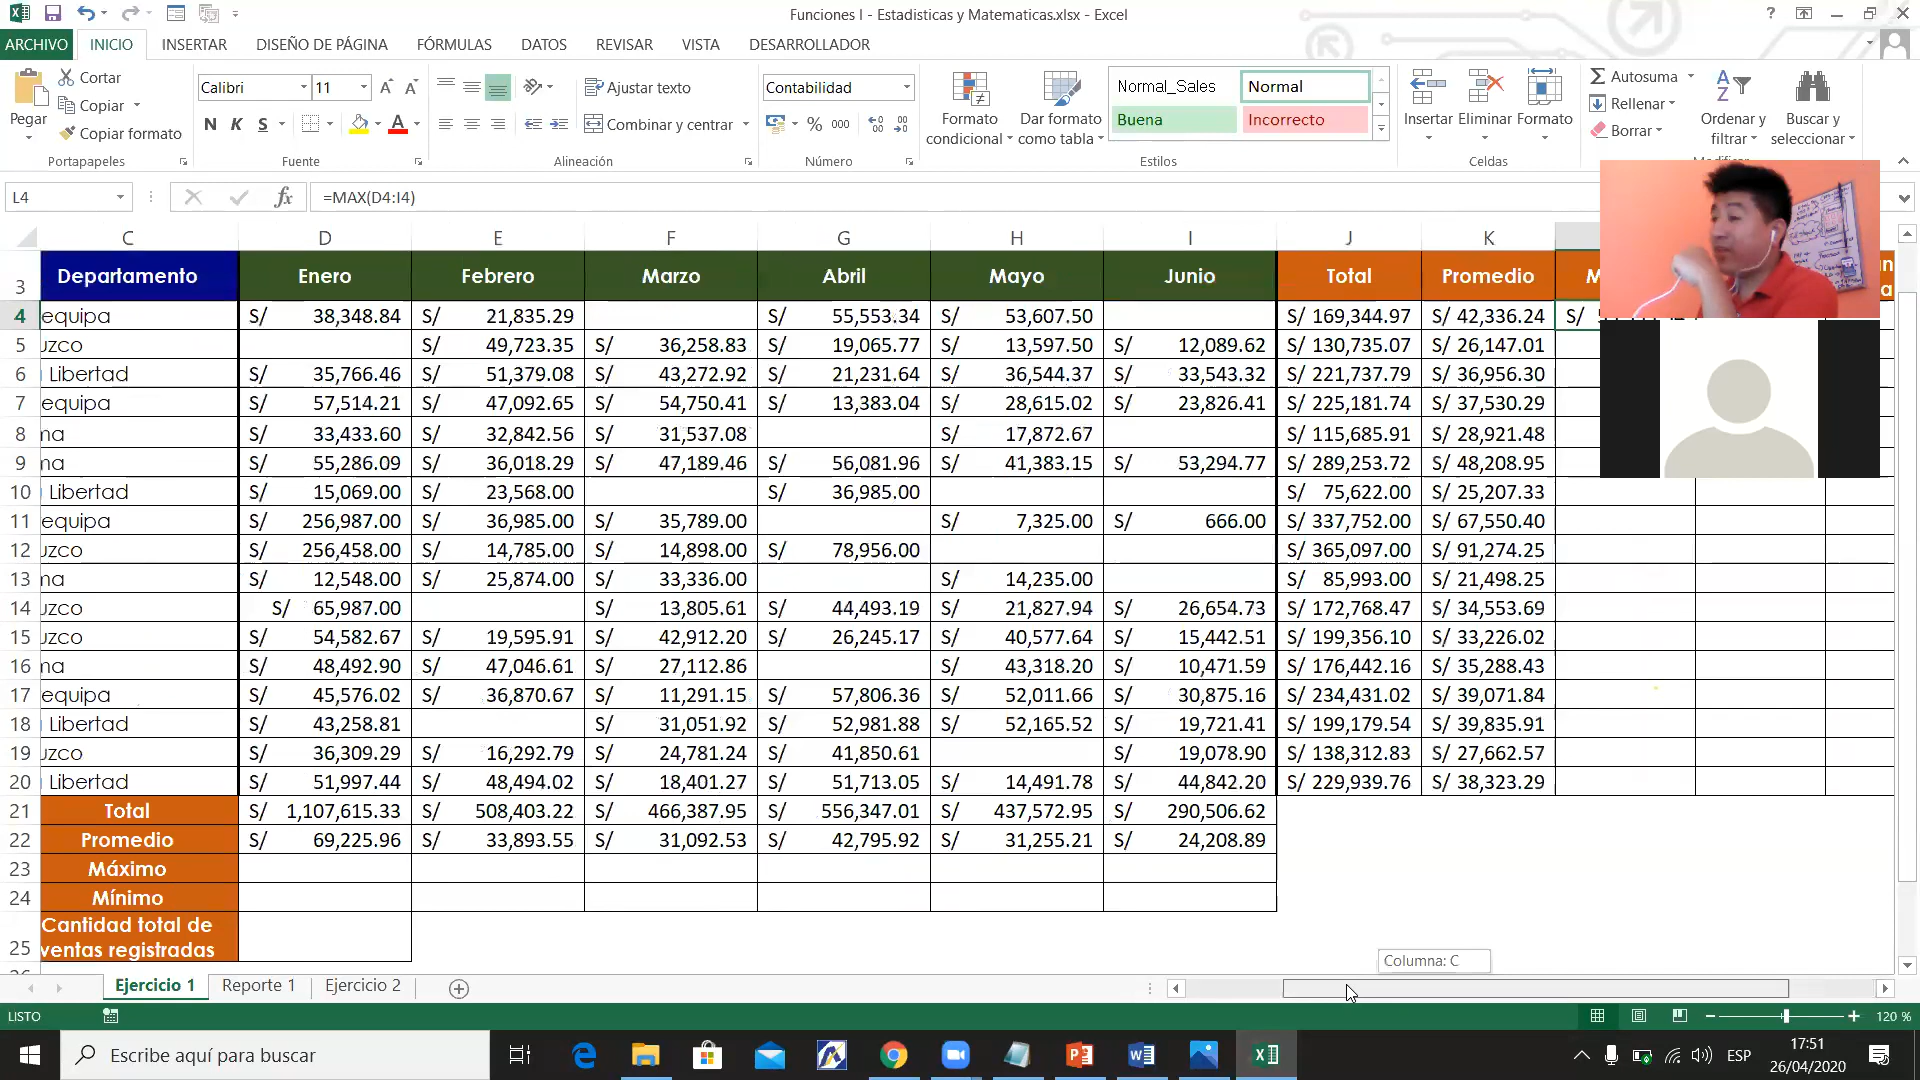 Funciones I - Estadisticas y Matematicas.xlsx - Excel
ARCHIVO INICIO INSERTAR DISEÑO DE PÁGINA FÓRMULAS DATOS REVISAR VISTA DESARROLLADOR
Pegar
Cortar
Copiar
Copiar formato
Portapapeles
Calibri 11
N K S
Fuente
Ajustar texto
Combinar y centrar
Alineación
Contabilidad
% 000
Número
Formato condicional
Dar formato como tabla
Normal_Sales Normal
Buena Incorrecto
Estilos
Insertar Eliminar Formato
Celdas
Autosuma
Rellenar
Borrar
Ordenar y filtrar
Buscar y seleccionar
L4 =MAX(D4:I4)
C D E F G H I J K
3 Departamento Enero Febrero Marzo Abril Mayo Junio Total Promedio M
4 equipa S/ 38,348.84 S/ 21,835.29 S/ 55,553.34 S/ 53,607.50 S/ 169,344.97 S/ 42,336.24 S/
5 uzco S/ 49,723.35 S/ 36,258.83 S/ 19,065.77 S/ 13,597.50 S/ 12,089.62 S/ 130,735.07 S/ 26,147.01
6 Libertad S/ 35,766.46 S/ 51,379.08 S/ 43,272.92 S/ 21,231.64 S/ 36,544.37 S/ 33,543.32 S/ 221,737.79 S/ 36,956.30
7 equipa S/ 57,514.21 S/ 47,092.65 S/ 54,750.41 S/ 13,383.04 S/ 28,615.02 S/ 23,826.41 S/ 225,181.74 S/ 37,530.29
8 ma S/ 33,433.60 S/ 32,842.56 S/ 31,537.08 S/ 17,872.67 S/ 115,685.91 S/ 28,921.48
9 ma S/ 55,286.09 S/ 36,018.29 S/ 47,189.46 S/ 56,081.96 S/ 41,383.15 S/ 53,294.77 S/ 289,253.72 S/ 48,208.95
10 Libertad S/ 15,069.00 S/ 23,568.00 S/ 36,985.00 S/ 75,622.00 S/ 25,207.33
11 equipa S/ 256,987.00 S/ 36,985.00 S/ 35,789.00 S/ 7,325.00 S/ 666.00 S/ 337,752.00 S/ 67,550.40
12 uzco S/ 256,458.00 S/ 14,785.00 S/ 14,898.00 S/ 78,956.00 S/ 365,097.00 S/ 91,274.25
13 ma S/ 12,548.00 S/ 25,874.00 S/ 33,336.00 S/ 14,235.00 S/ 85,993.00 S/ 21,498.25
14 uzco S/ 65,987.00 S/ 13,805.61 S/ 44,493.19 S/ 21,827.94 S/ 26,654.73 S/ 172,768.47 S/ 34,553.69
15 uzco S/ 54,582.67 S/ 19,595.91 S/ 42,912.20 S/ 26,245.17 S/ 40,577.64 S/ 15,442.51 S/ 199,356.10 S/ 33,226.02
16 ma S/ 48,492.90 S/ 47,046.61 S/ 27,112.86 S/ 43,318.20 S/ 10,471.59 S/ 176,442.16 S/ 35,288.43
17 equipa S/ 45,576.02 S/ 36,870.67 S/ 11,291.15 S/ 57,806.36 S/ 52,011.66 S/ 30,875.16 S/ 234,431.02 S/ 39,071.84
18 Libertad S/ 43,258.81 S/ 31,051.92 S/ 52,981.88 S/ 52,165.52 S/ 19,721.41 S/ 199,179.54 S/ 39,835.91
19 uzco S/ 36,309.29 S/ 16,292.79 S/ 24,781.24 S/ 41,850.61 S/ 19,078.90 S/ 138,312.83 S/ 27,662.57
20 Libertad S/ 51,997.44 S/ 48,494.02 S/ 18,401.27 S/ 51,713.05 S/ 14,491.78 S/ 44,842.20 S/ 229,939.76 S/ 38,323.29
21 Total S/ 1,107,615.33 S/ 508,403.22 S/ 466,387.95 S/ 556,347.01 S/ 437,572.95 S/ 290,506.62
22 Promedio S/ 69,225.96 S/ 33,893.55 S/ 31,092.53 S/ 42,795.92 S/ 31,255.21 S/ 24,208.89
23 Máximo
24 Mínimo
Cantidad total de
25 ventas registradas
Columna: C
Ejercicio 1 Reporte 1 Ejercicio 2
LISTO 120 %
Escribe aquí para buscar
ESP
17:51
26/04/2020